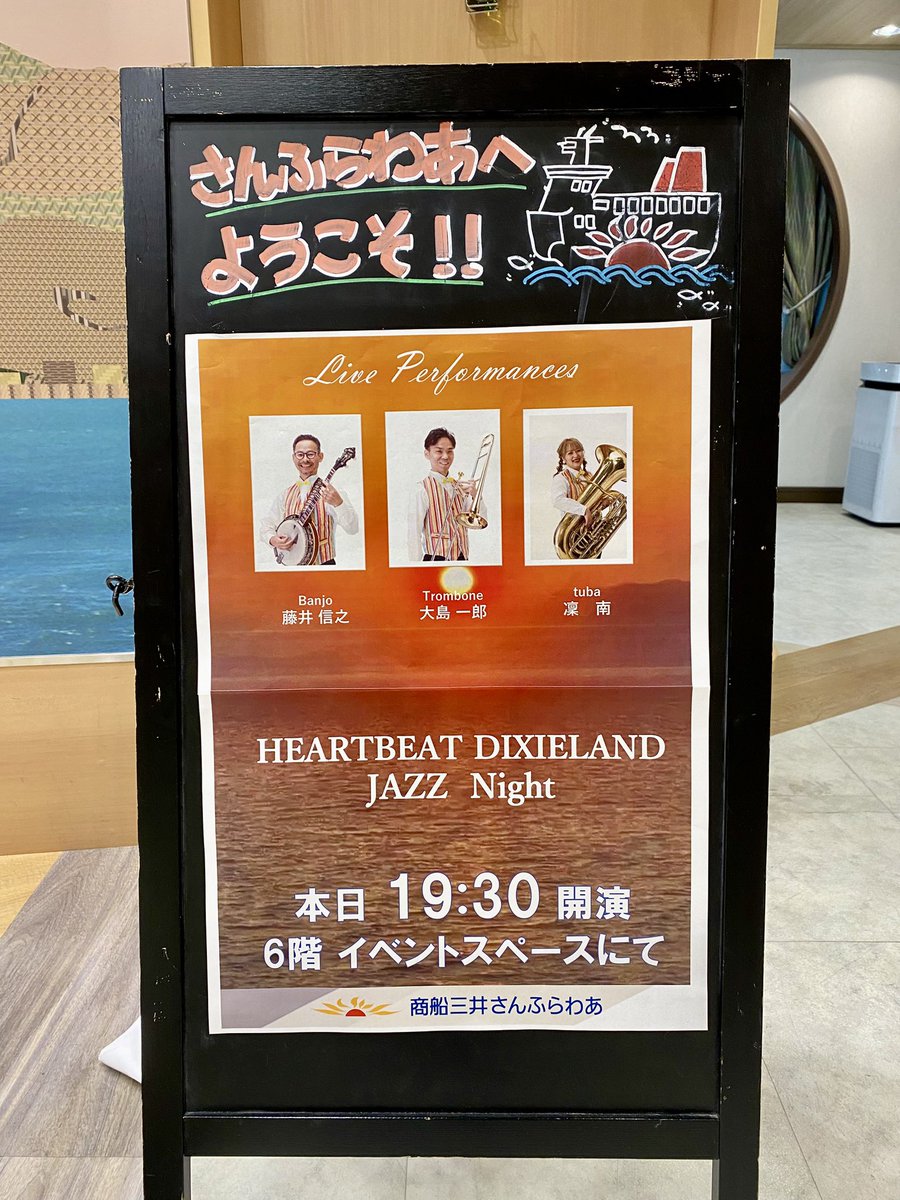 さんふらわあへ
ようこそ!!
Live Performances
Banjo
藤井 信之
Trombone
大島 一郎
tuba
凜 南
HEARTBEAT DIXIELAND
JAZZ Night
本日 19:30 開演
6階 イベントスペースにて
商船三井さんふらわあ